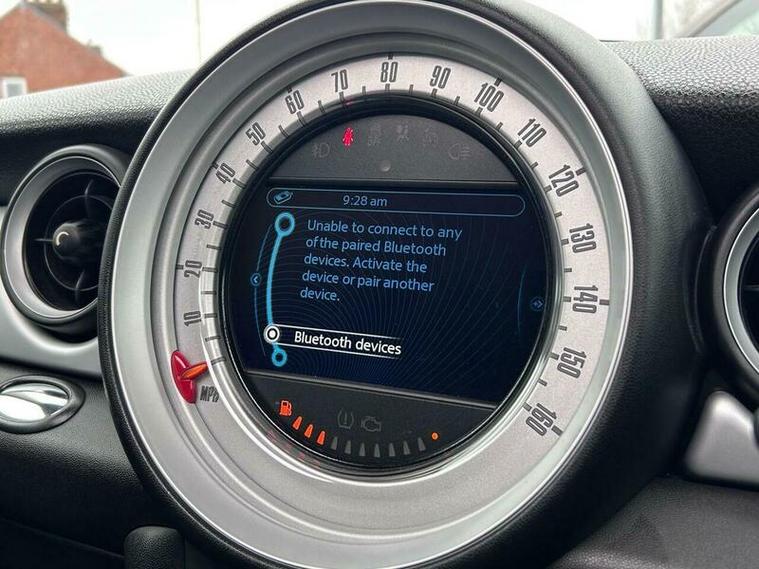 80
70
90
60
100
50
110
40
120
30
130
20
140
10
150
160
MPH
9:28 am
Unable to connect to any
of the paired Bluetooth
devices. Activate the
device or pair another
device.
Bluetooth devices